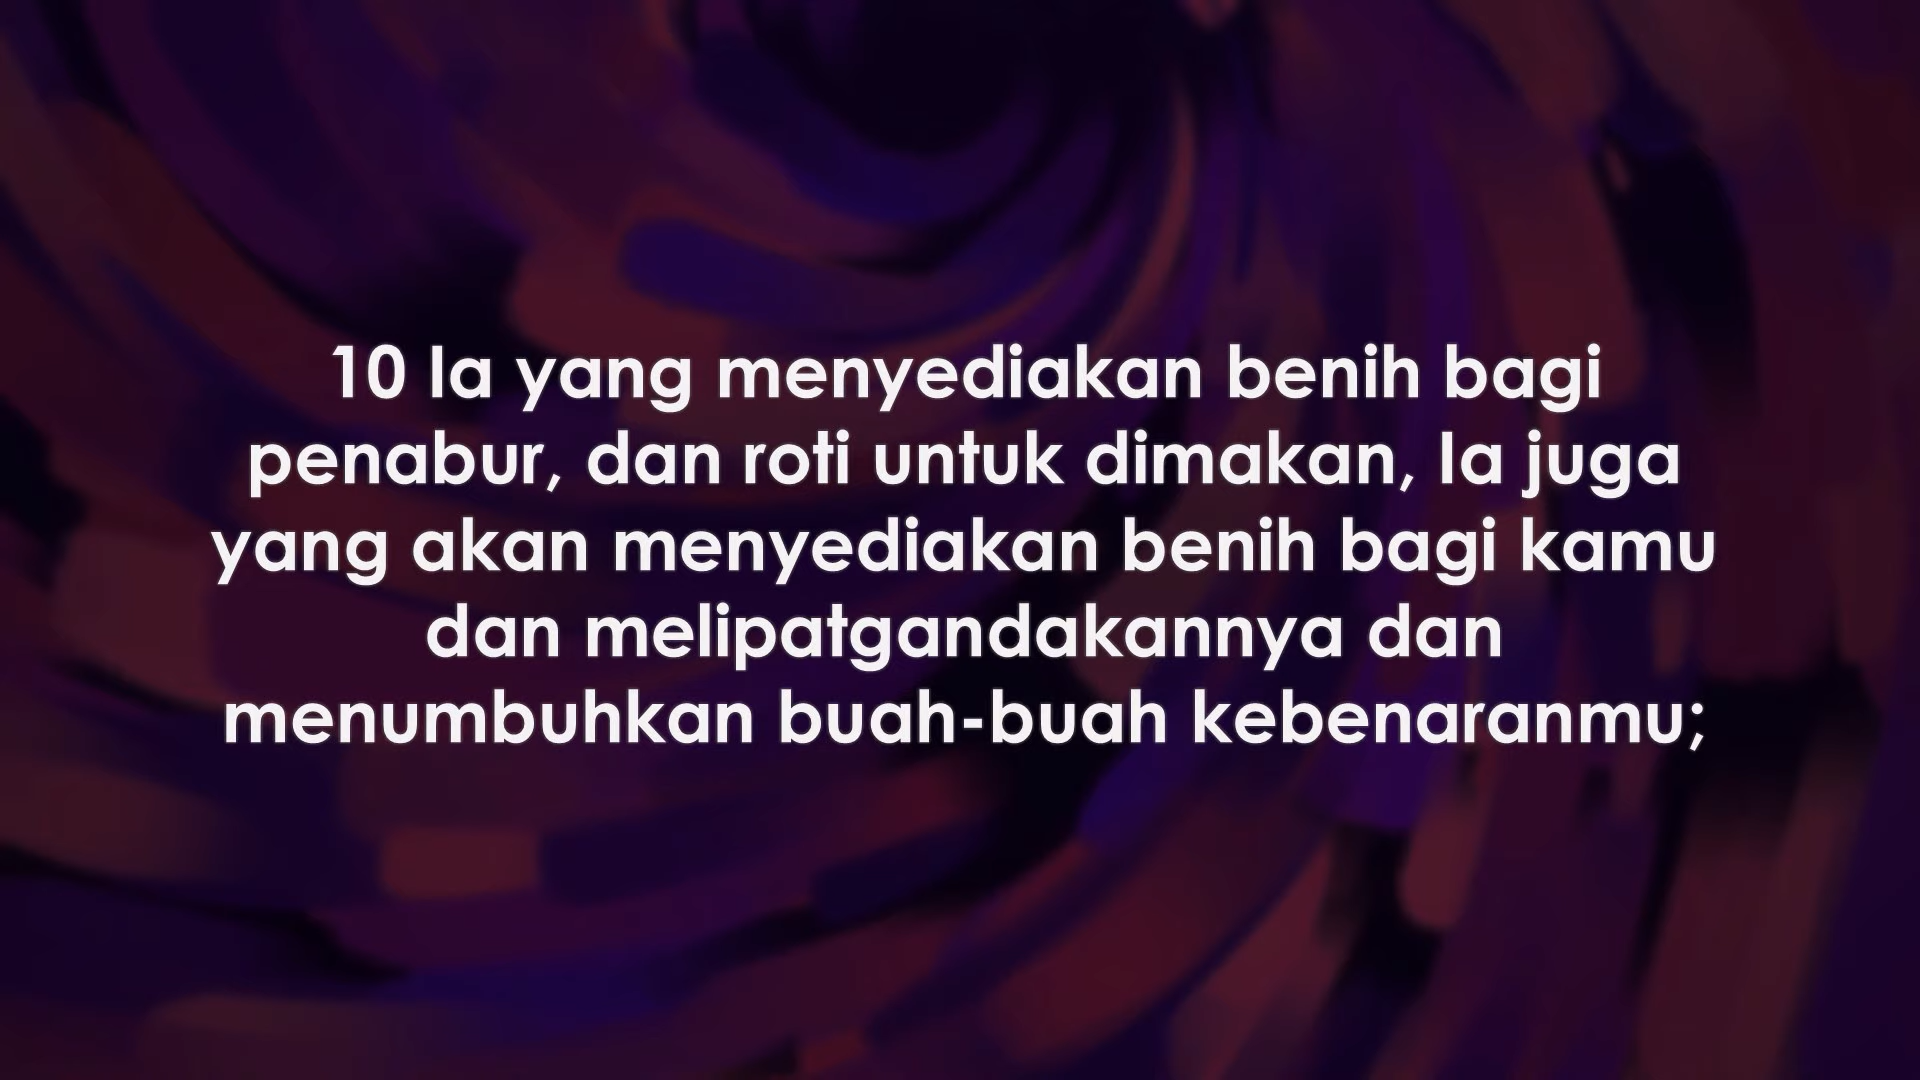 10 Ia yang menyediakan benih bagi
penabur, dan roti untuk dimakan, Ia juga
yang akan menyediakan benih bagi kamu
dan melipatgandakannya dan
menumbuhkan buah-buah kebenaranmu;